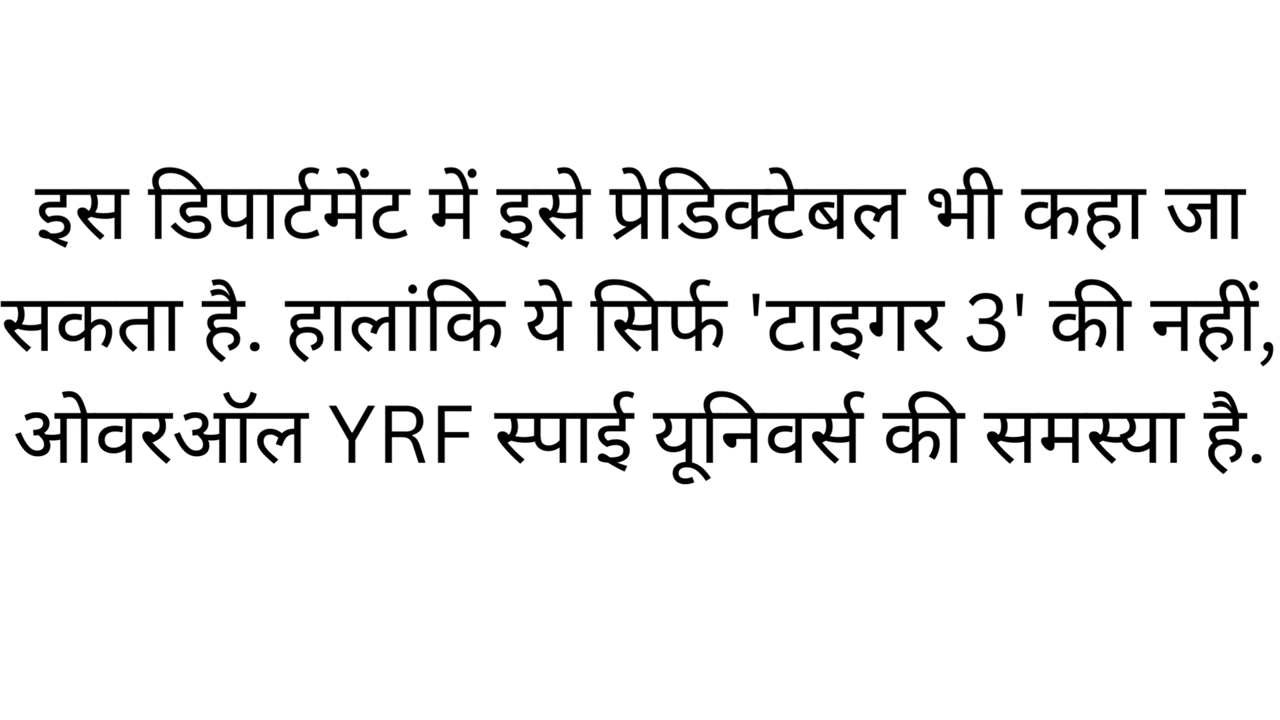 इस डिपार्टमेंट में इसे प्रेडिक्टेबल भी कहा जा
सकता है. हालांकि ये सिर्फ 'टाइगर 3' की नहीं,
ओवरऑल YRF स्पाई यूनिवर्स की समस्या है.